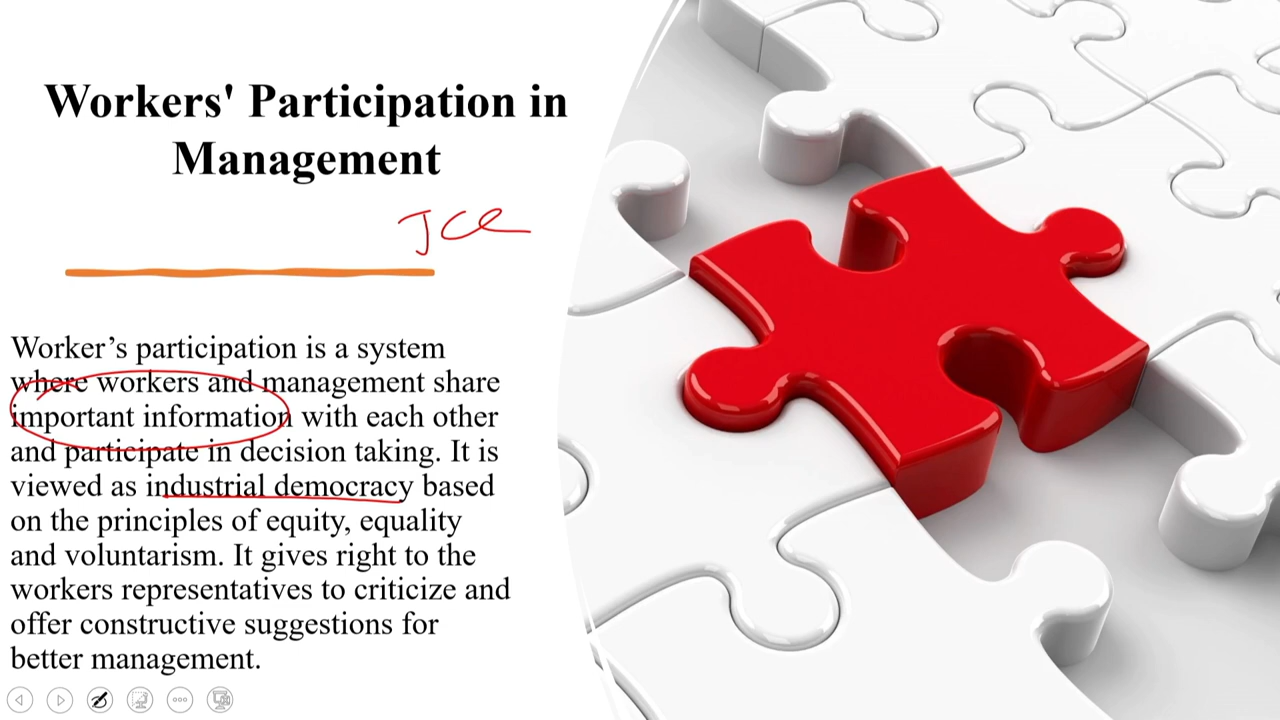 Workers' Participation in
Management
Worker’s participation is a system
where workers and management share
important information with each other
and participate in decision taking. It is
viewed as industrial democracy based
on the principles of equity, equality
and voluntarism. It gives right to the
workers representatives to criticize and
offer constructive suggestions for
better management.